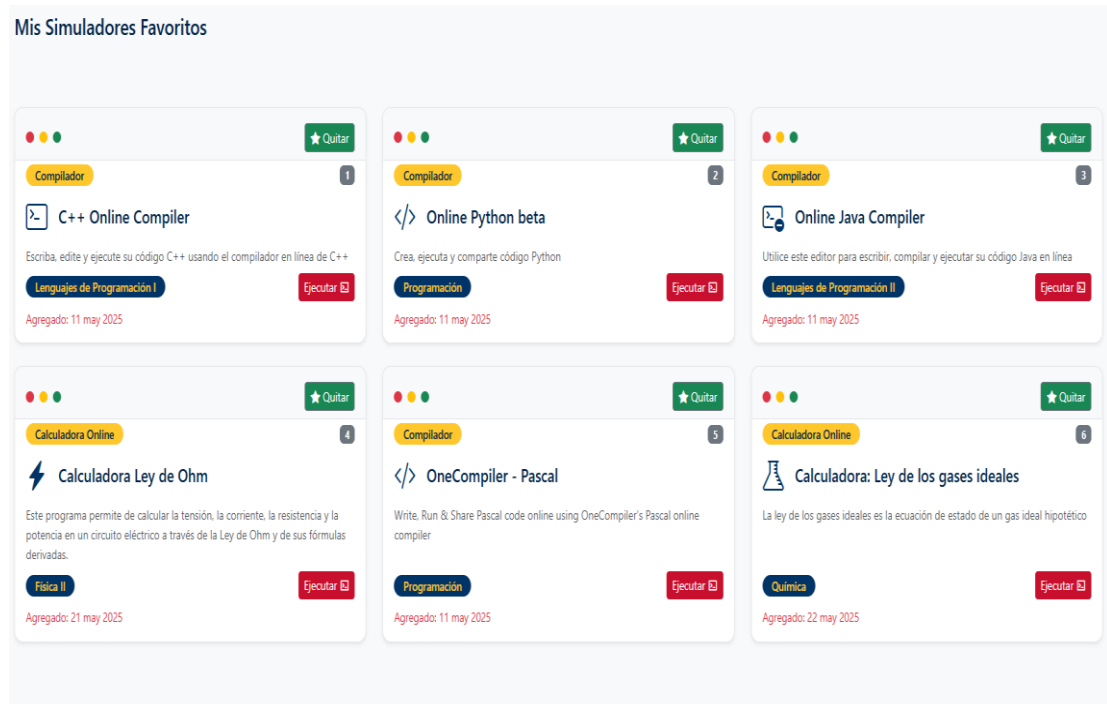 Mis Simuladores Favoritos
Quitar
Compilador
1
C++ Online Compiler
Escriba, edite y ejecute su código C++ usando el compilador en línea de C++
Lenguajes de Programación I
Ejecutar
Agregado: 11 may 2025
Quitar
Compilador
2
Online Python beta
Crea, ejecuta y comparte código Python
Programación
Ejecutar
Agregado: 11 may 2025
Quitar
Compilador
3
Online Java Compiler
Utilice este editor para escribir, compilar y ejecutar su código Java en línea
Lenguajes de Programación II
Ejecutar
Agregado: 11 may 2025
Quitar
Calculadora Online
4
Calculadora Ley de Ohm
Este programa permite de calcular la tensión, la corriente, la resistencia y la
potencia en un circuito eléctrico a través de la Ley de Ohm y de sus fórmulas
derivadas.
Física II
Ejecutar
Agregado: 21 may 2025
Quitar
Compilador
5
OneCompiler - Pascal
Write, Run & Share Pascal code online using OneCompiler's Pascal online
compiler
Programación
Ejecutar
Agregado: 11 may 2025
Quitar
Calculadora Online
6
Calculadora: Ley de los gases ideales
La ley de los gases ideales es la ecuación de estado de un gas ideal hipotético
Química
Ejecutar
Agregado: 22 may 2025